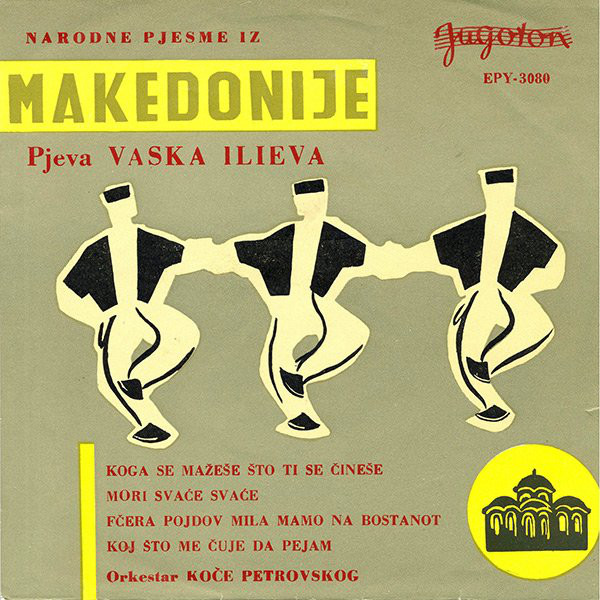 NARODNE PJESME IZ
Jugoton
EPY-3080
MAKEDONIJE
Pjeva VASKA ILIEVA
KOGA SE MAŽEŠE ŠTO TI SE ČINEŠE
MORI SVAĆE SVAĆE
FČERA POJDOV MILA MAMO NA BOSTANOT
KOJ ŠTO ME ČUJE DA PEJAM
Orkestar KOČE PETROVSKOG